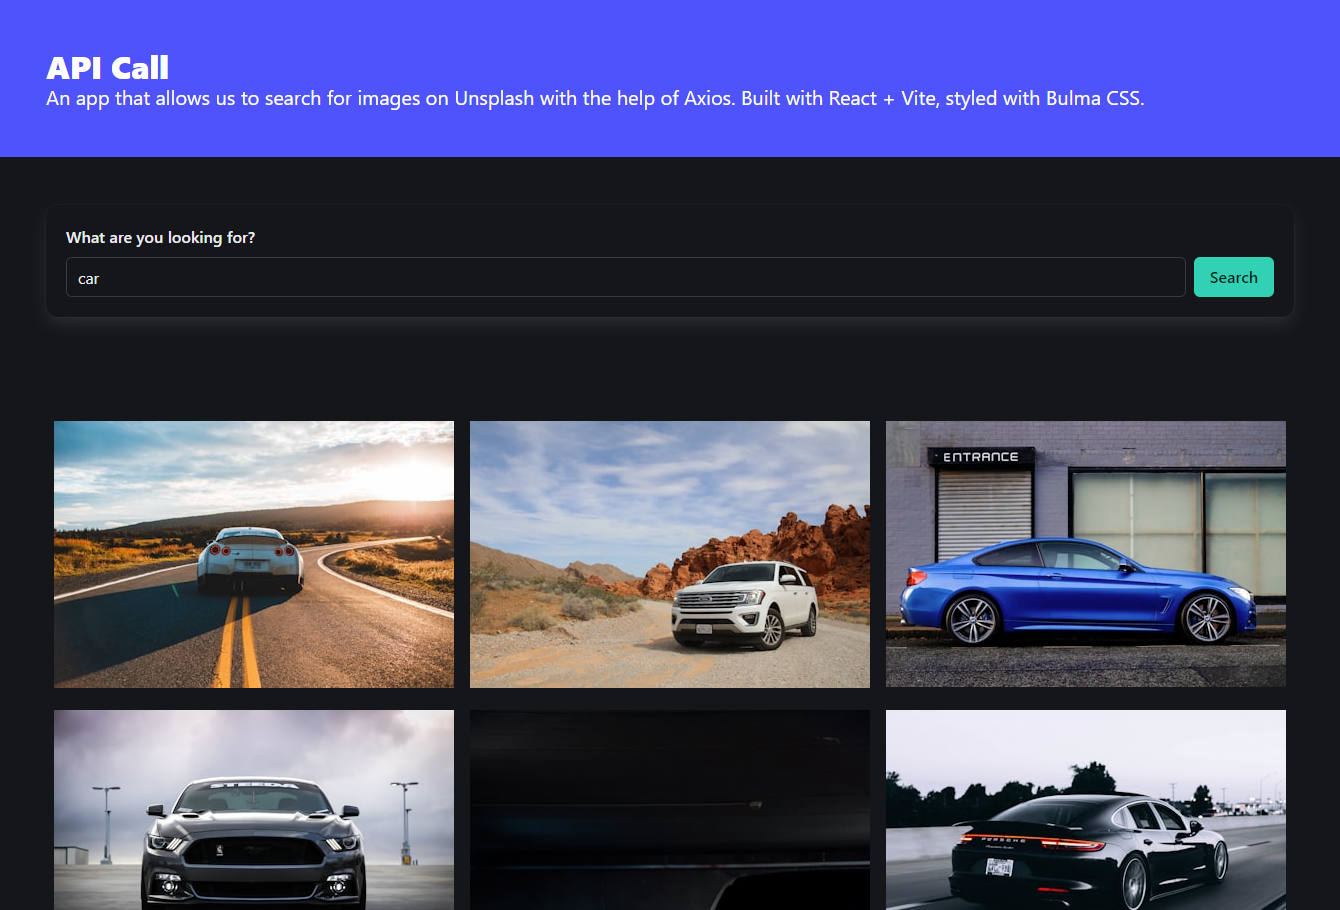 API Call
An app that allows us to search for images on Unsplash with the help of Axios. Built with React + Vite, styled with Bulma CSS.
What are you looking for?
car
Search
ENTRANCE
PORSCHE